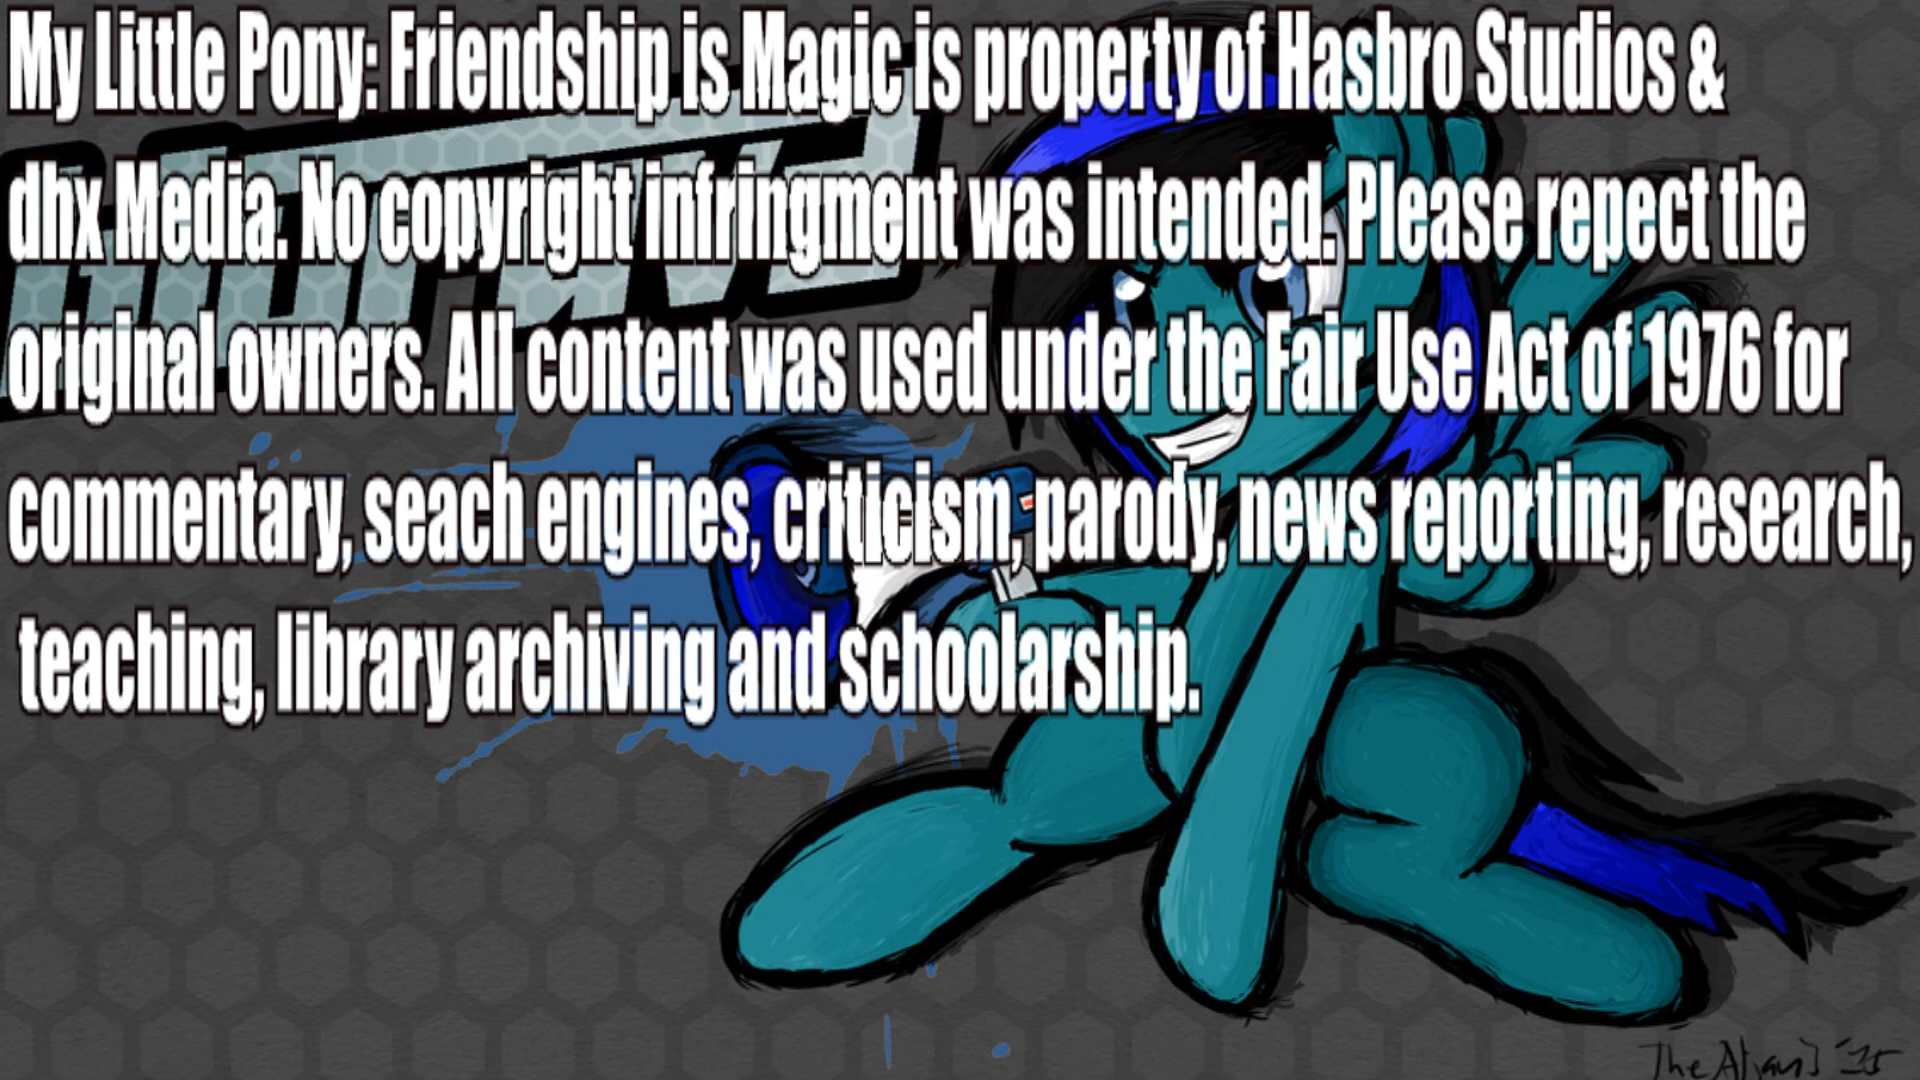 My Little Pony: Friendship is Magic is property of Hasbro Studios &
dhx Media. No copyright infringment was intended. Please repect the
original owners. All content was used under the Fair Use Act of 1976 for
commentary, seach engines, criticism, parody, news reporting, research,
teaching, library archiving and schoolarship.